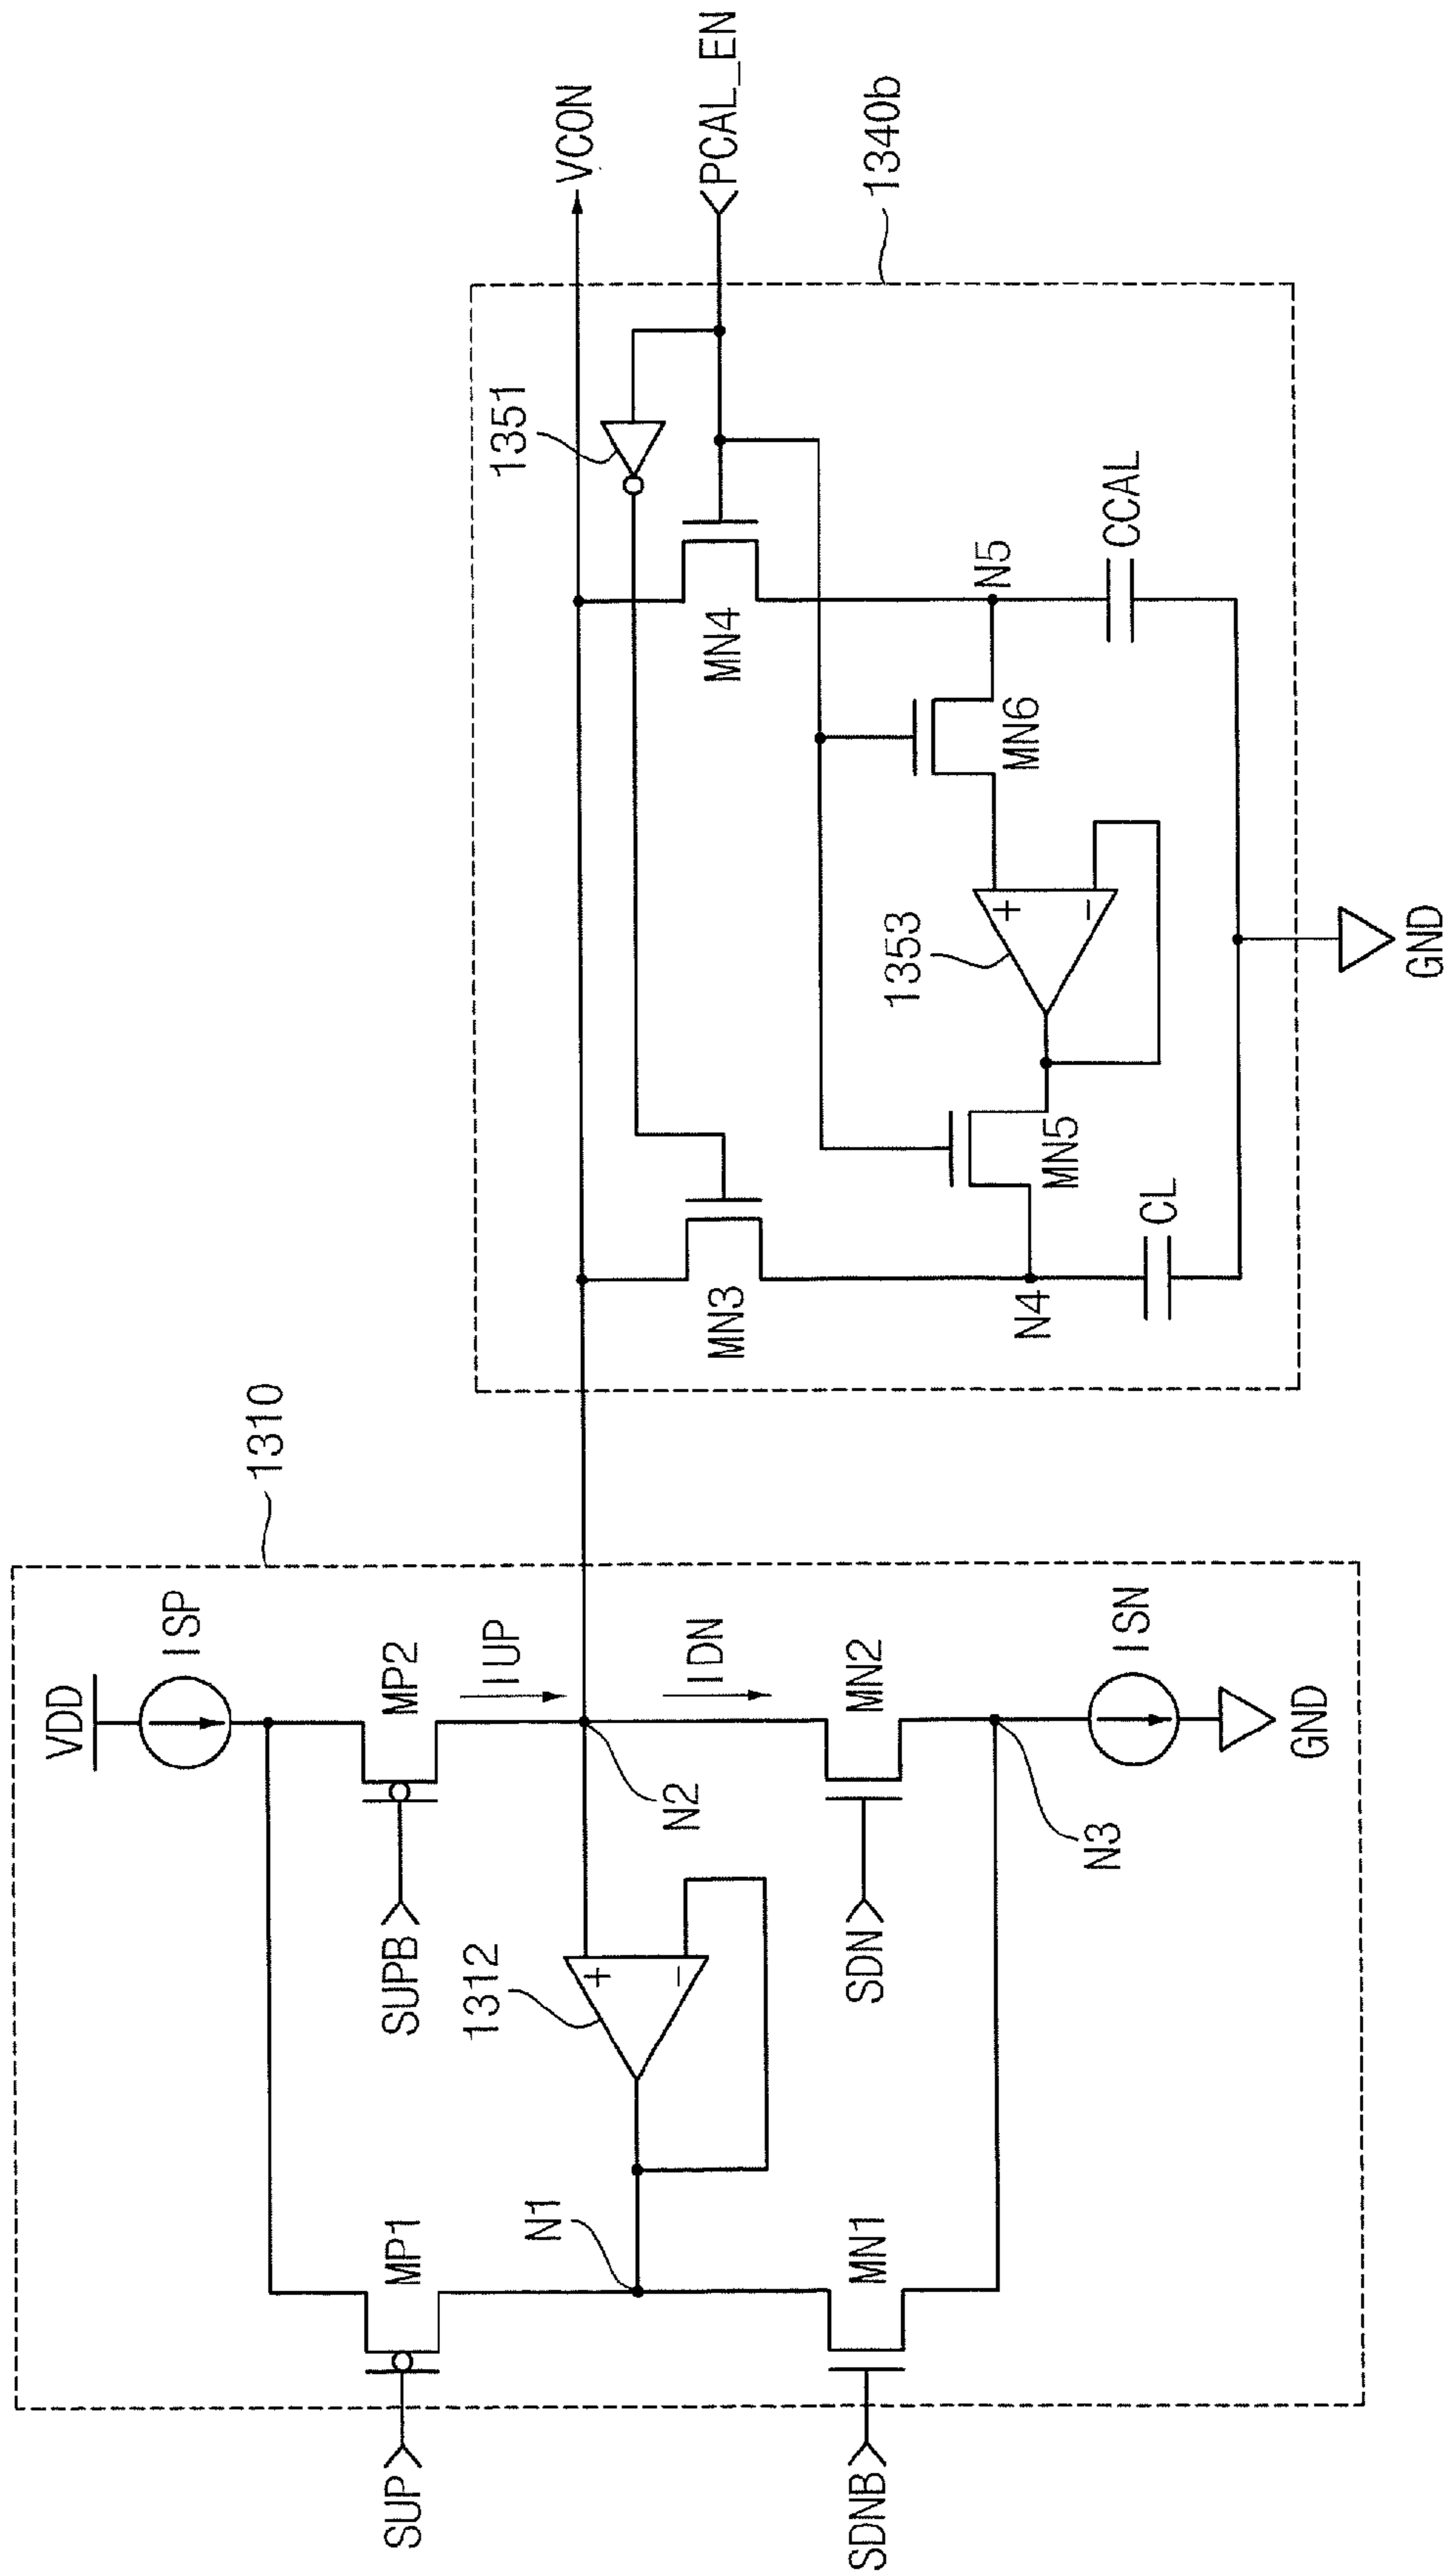 VDD
ISP
1310
SUP
MP1
SUPB
MP2
IUP
1312
+
−
N1
N2
IDN
SDNB
MN1
SDN
MN2
N3
ISN
GND
VCON
PCAL_EN
1351
MN3
MN4
1340b
1353
+
−
MN5
MN6
N4
N5
CL
CCAL
GND